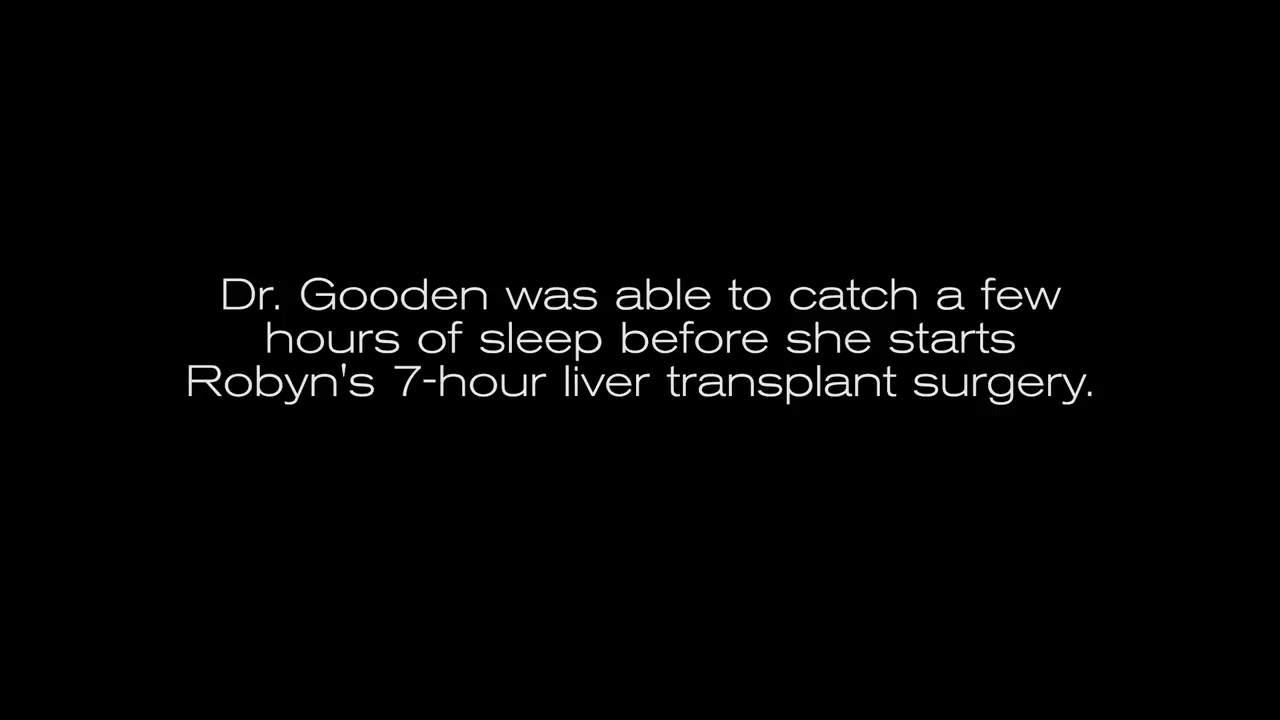 Dr. Gooden was able to catch a few
hours of sleep before she starts
Robyn's 7-hour liver transplant surgery.